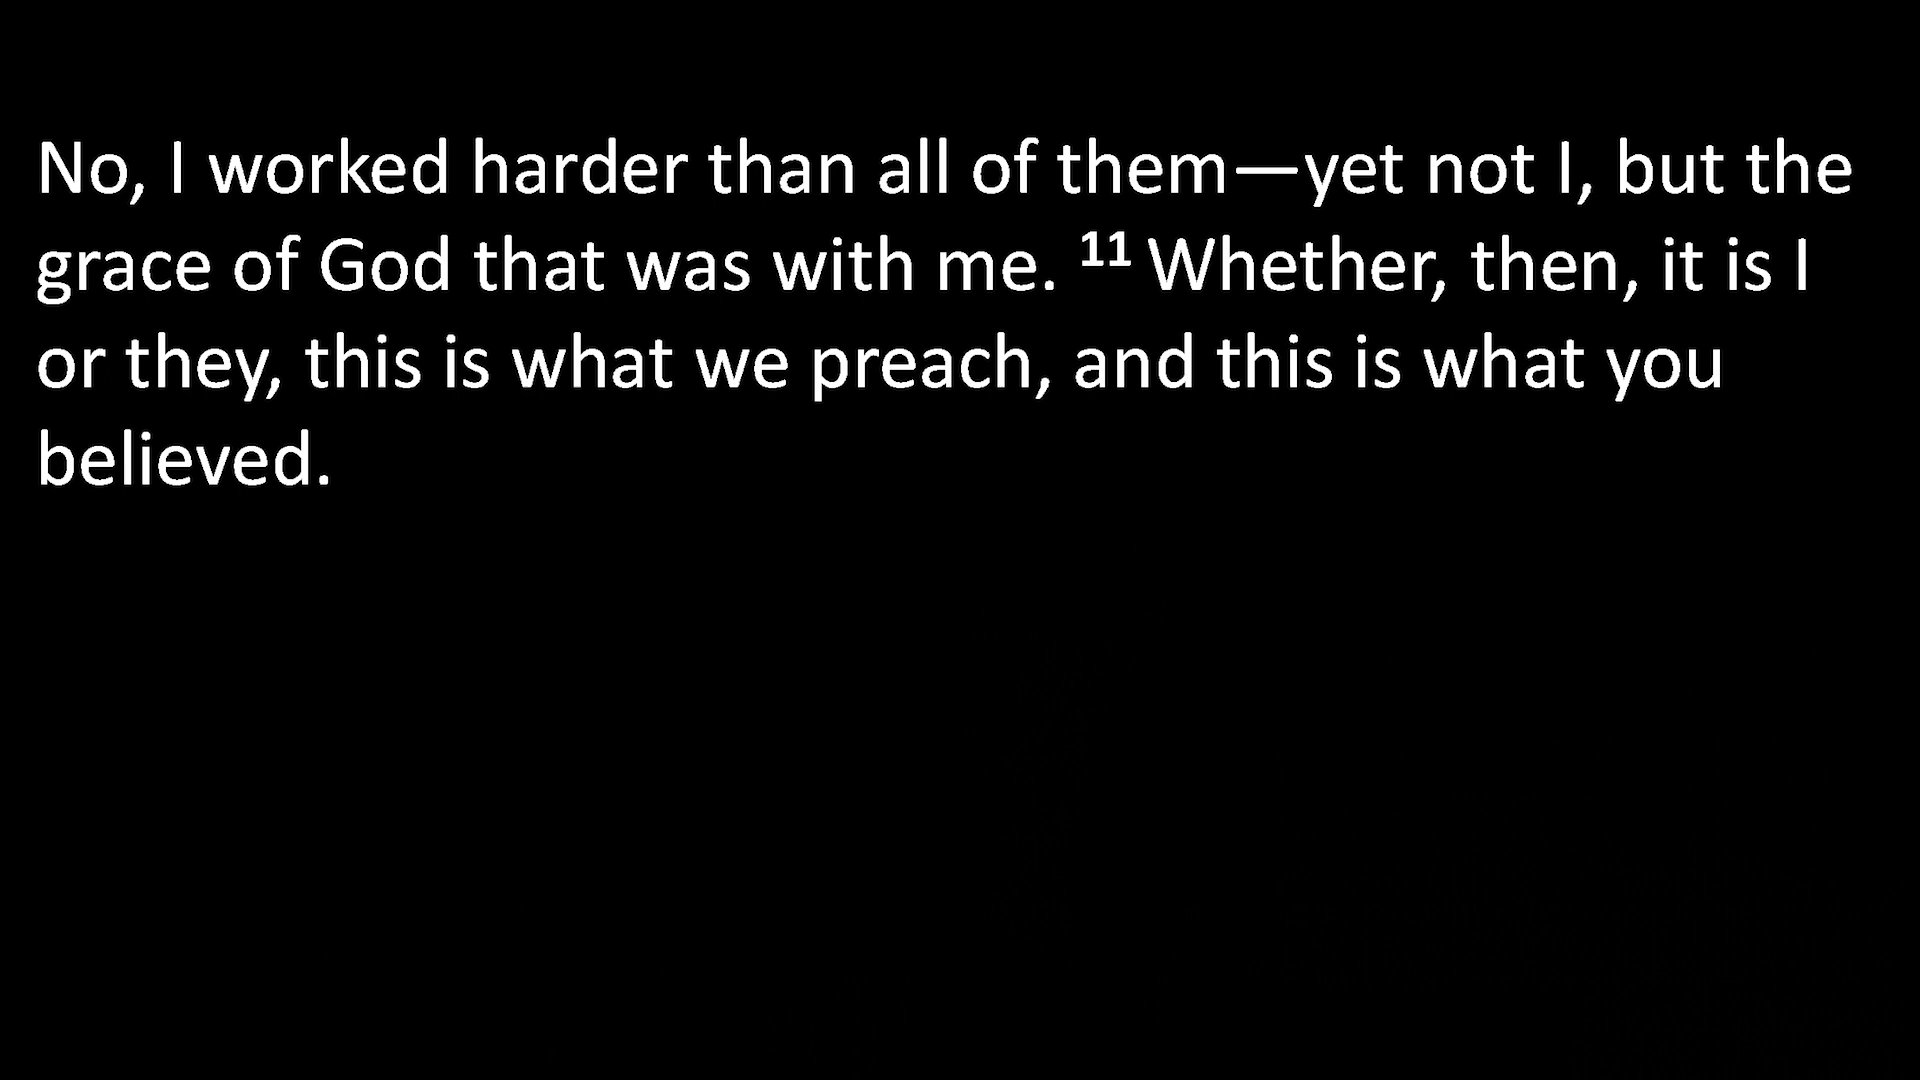 No, I worked harder than all of them—yet not I, but the
grace of God that was with me. ¹¹ Whether, then, it is I
or they, this is what we preach, and this is what you
believed.